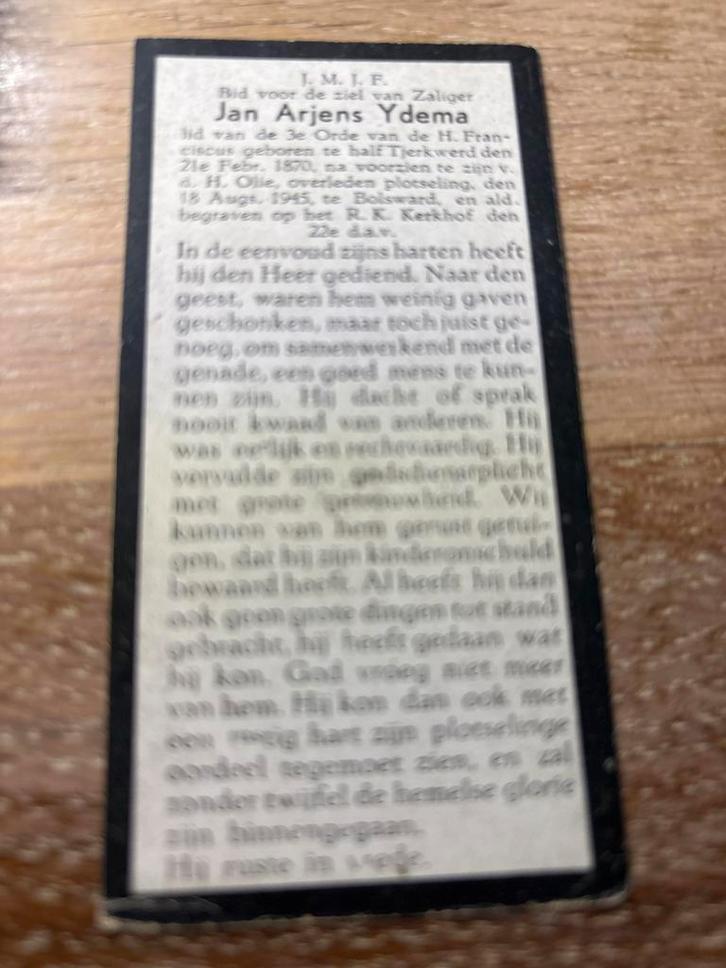 J. M. J. F.
Bid voor de ziel van Zaliger
Jan Arjens Ydema
lid van de 3e Orde van de H. Fran-
ciscus geboren te half Tjerkwerd den
21e Febr. 1870, na voorzien te zijn v.
d. H. Olie, overleden plotseling, den
18 Augs. 1945, te Bolsward, en ald.
begraven op het R. K. Kerkhof den
22e d.a.v.
In de eenvoud zijns harten heeft
hij den Heer gediend. Naar den
geest, waren hem weinig gaven
geschonken, maar toch juist ge-
noeg, om samenwerkend met de
genade, een goed mens te kun-
nen zijn. Hij dacht of sprak
nooit kwaad van anderen. Hij
was eerlijk en rechtvaardig. Hij
vervulde zijn
met grote getrouwheid. Wij
kunnen van hem gerust getui-
gen, dat hij zijn kinderonschuld
bewaard heeft. Al heeft hij dan
ook geen grote dingen tot stand
gebracht, hij heeft gedaan wat
hij kon. God vroeg niet meer
van hem. Hij kon dan ook met
een rustig hart zijn plotselinge
oordeel tegemoet zien, en zal
zonder twijfel de hemelse glorie
zijn binnengegaan.
Hij ruste in vrede.